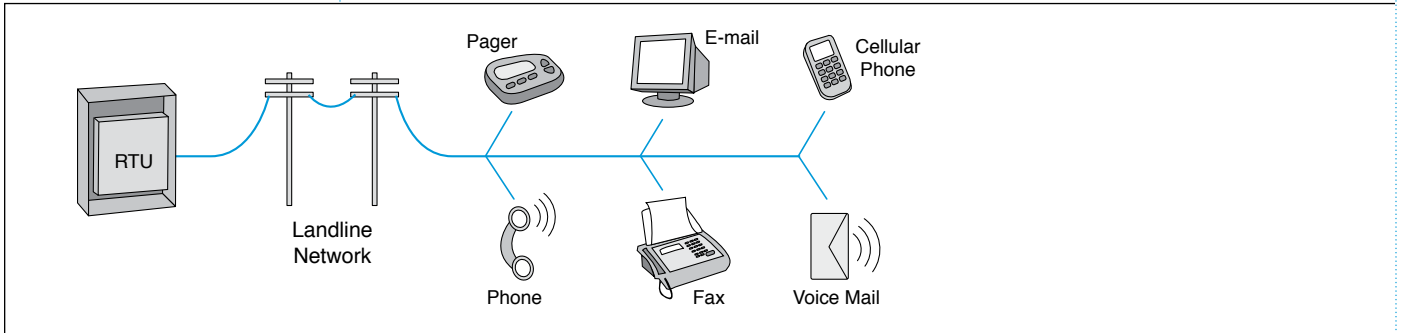 Pager
E-mail
Cellular
Phone
RTU
Landline
Network
Phone
Fax
Voice Mail